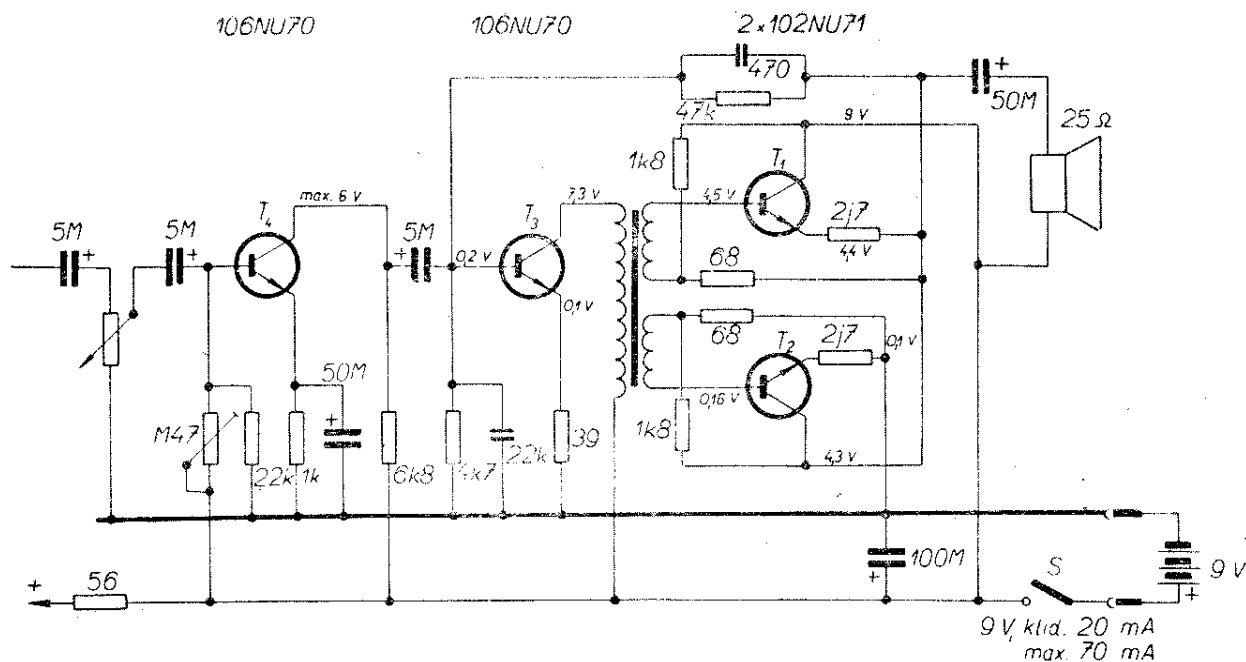 106NU70
106NU70
2×102NU71
470
47k
50M
25 Ω
9 V
1k8
T1
max. 6 V
7,3 V
4,5 V
2j7
4,4 V
5M
5M
T4
5M
T3
0,2 V
0,1 V
68
68
2j7
T2
0,1 V
0,16 V
50M
M47
22k
1k
6k8
4k7
22k
39
1k8
4,3 V
100M
S
9 V
56
9 V, klid. 20 mA
max. 70 mA